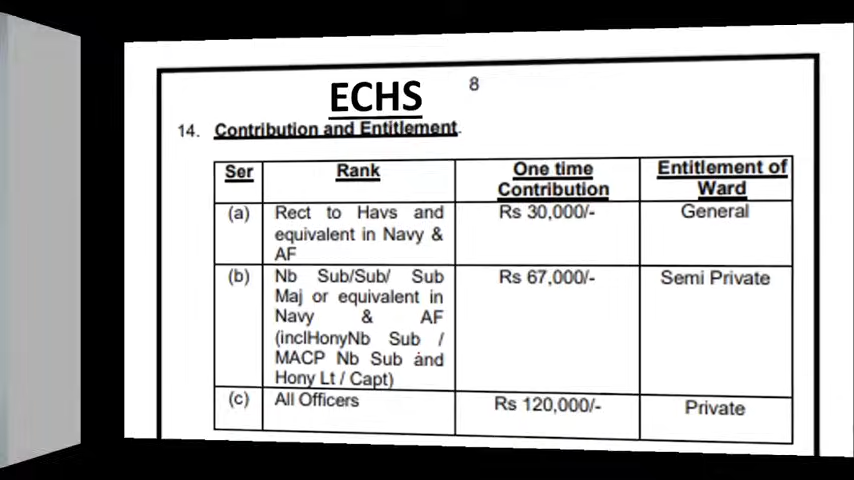 8
ECHS
14. Contribution and Entitlement.
Ser Rank One time Contribution Entitlement of Ward
(a) Rect to Havs and equivalent in Navy & AF Rs 30,000/- General
(b) Nb Sub/Sub/ Sub Maj or equivalent in Navy & AF (inclHonyNb Sub / MACP Nb Sub and Hony Lt / Capt) Rs 67,000/- Semi Private
(c) All Officers Rs 120,000/- Private